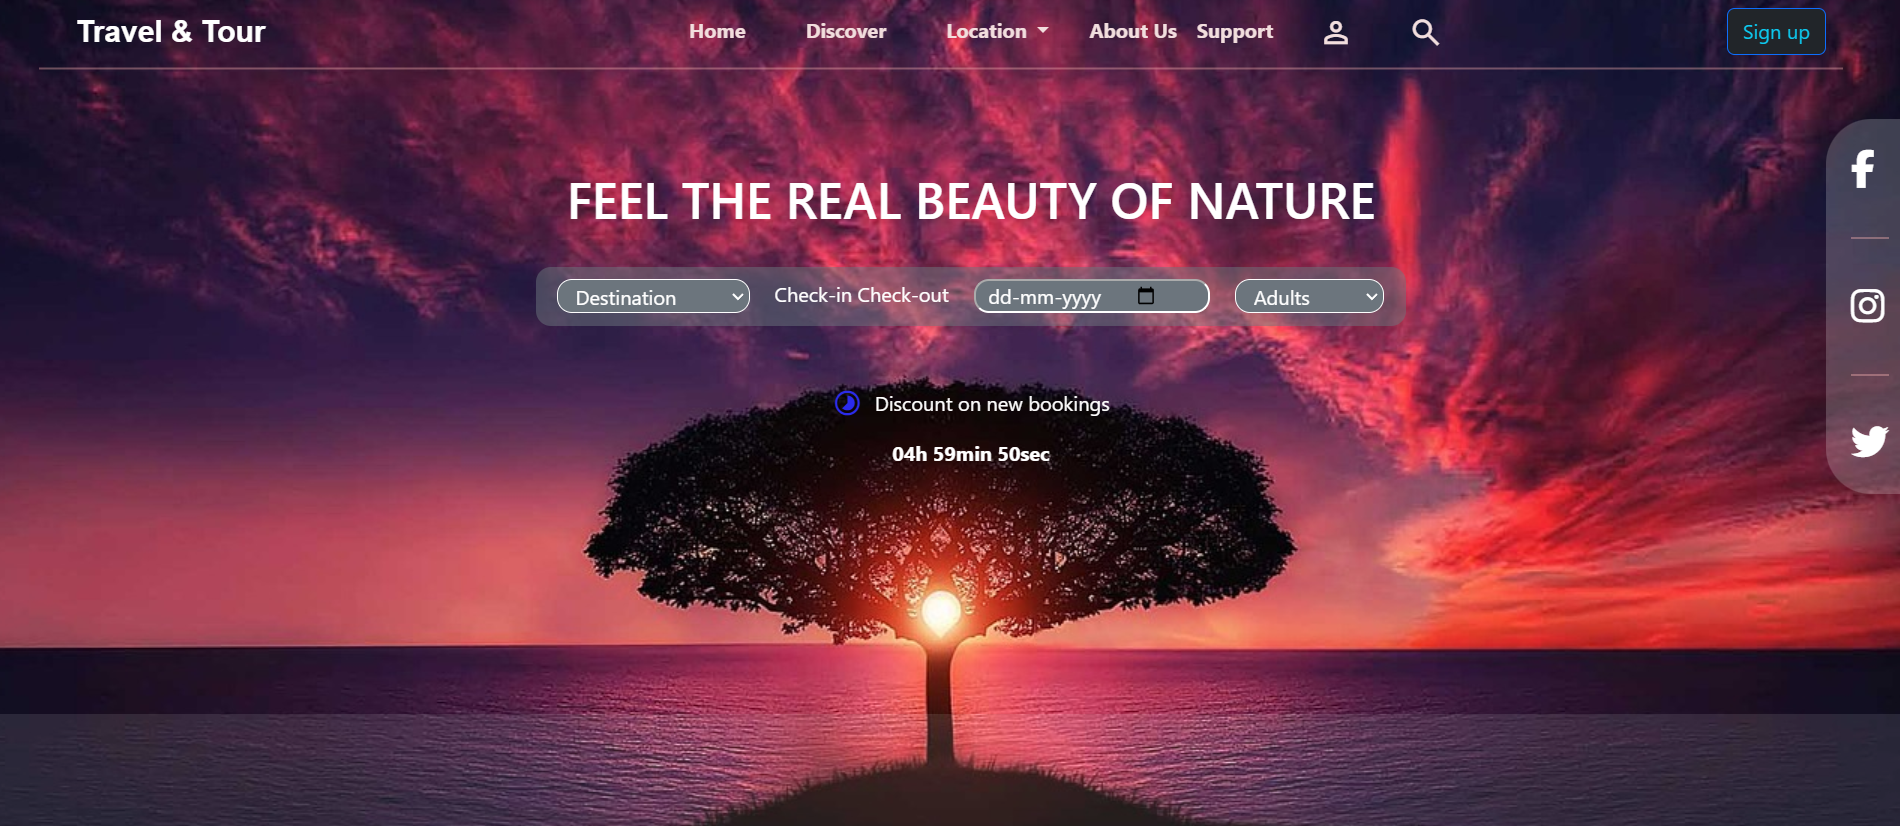 Travel & Tour Home Discover Location About Us Support Sign up
FEEL THE REAL BEAUTY OF NATURE
Destination Check-in Check-out dd-mm-yyyy Adults
Discount on new bookings
04h 59min 50sec